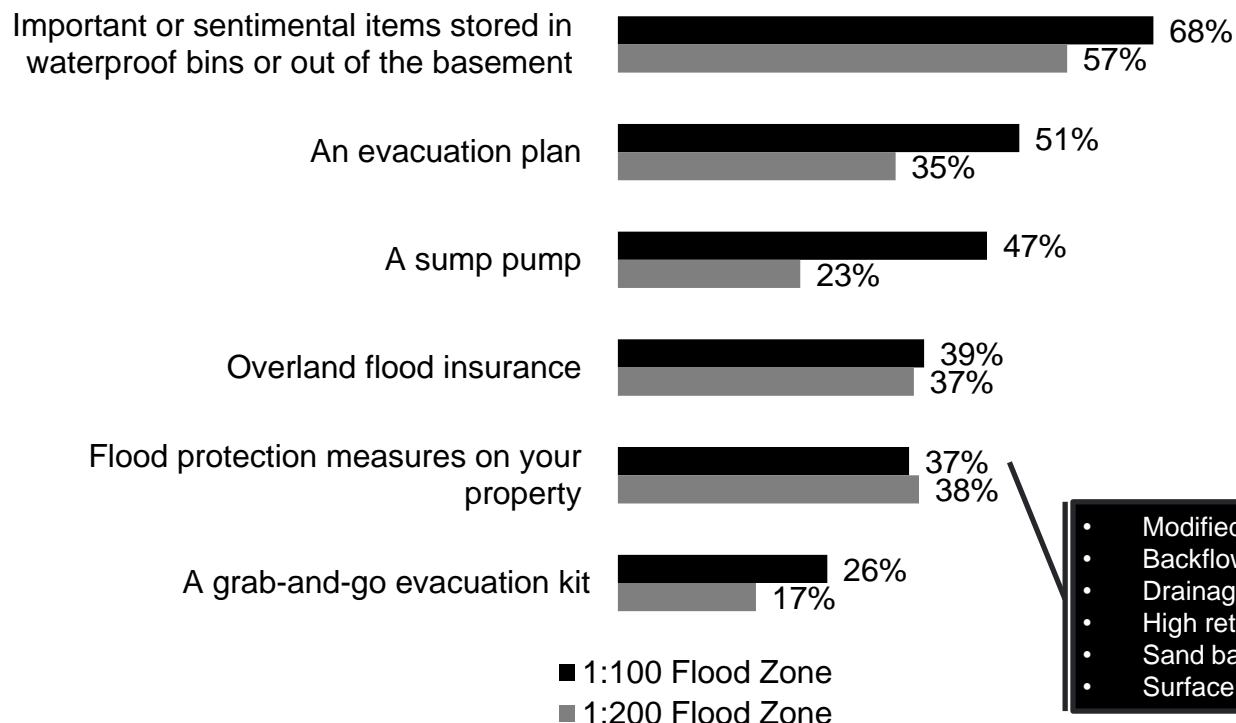 Important or sentimental items stored in
waterproof bins or out of the basement
68%
57%
An evacuation plan
51%
35%
A sump pump
47%
23%
Overland flood insurance
39%
37%
Flood protection measures on your
property
37%
38%
A grab-and-go evacuation kit
26%
17%
• Modified
• Backflow
• Drainag
• High ret
• Sand ba
• Surface
1:100 Flood Zone
1:200 Flood Zone